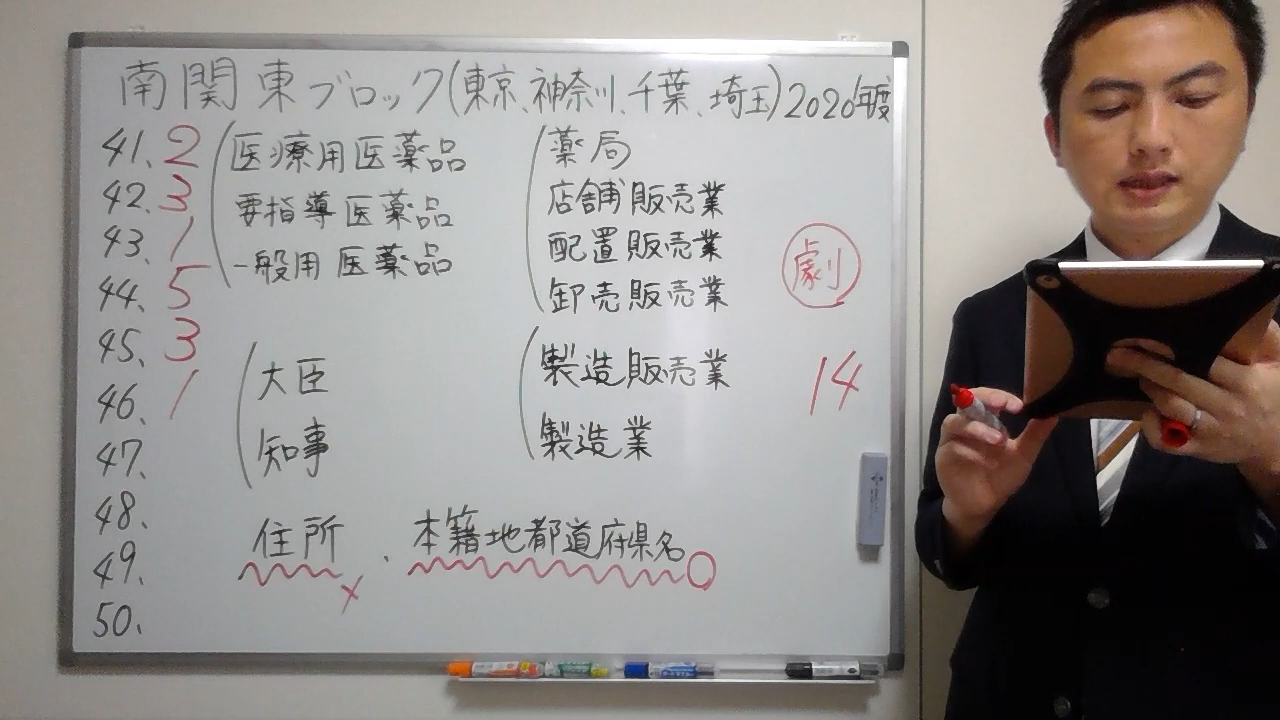 南関東ブロック(東京、神奈川、千葉、埼玉)2020年度
41. 2
42. 3
43. 1
44. 5
45. 3
46. 1
47.
48.
49.
50.
医療用医薬品
要指導医薬品
一般用医薬品
薬局
店舗販売業
配置販売業
卸売販売業
劇
大臣
知事
製造販売業
製造業
14
住所 . 本籍地都道府県名
× ○